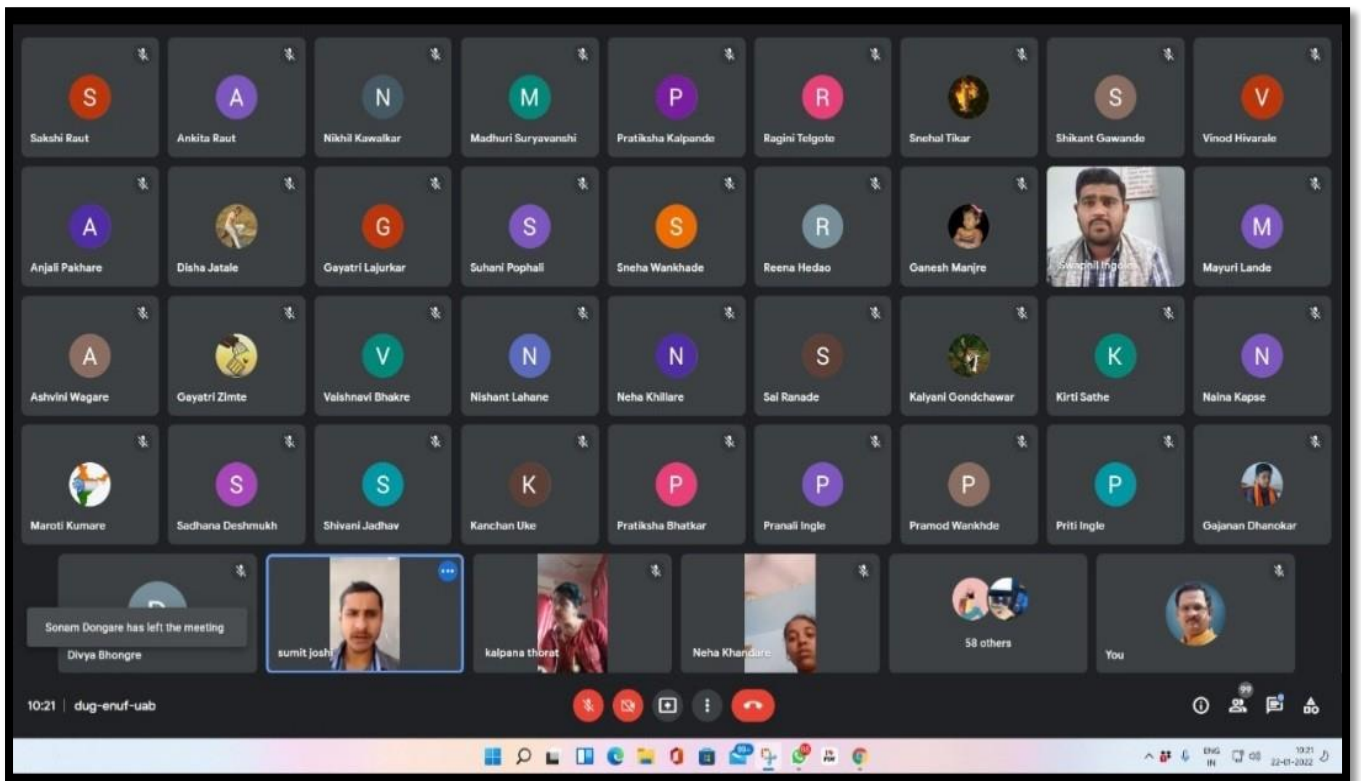 S A N M P R S V
Sakshi Raut Ankita Raut Nikhil Kawalkar Madhuri Suryavanshi Pratiksha Kalpande Ragini Telgote Snehal Tikar Shikant Gawande Vinod Hivarale
A G S S R M
Anjali Pakhare Disha Jatale Gayatri Lajurkar Suhani Pophali Sneha Wankhade Reena Hedao Ganesh Manjre Swapnil Ingole Mayuri Lande
A V N N S K N
Ashvini Wagare Gayatri Zimte Vaishnavi Bhakre Nishant Lahane Neha Khillare Sai Ranade Kalyani Gondchawar Kirti Sathe Naina Kapse
S S K P P P P
Maroti Kumare Sadhana Deshmukh Shivani Jadhav Kanchan Uke Pratiksha Bhatkar Pranali Ingle Pramod Wankhde Priti Ingle Gajanan Dhanokar
Sonam Dongare has left the meeting
58 others
Divya Bhongre sumit joshi kalpana thorat Neha Khandare You
10:21 | dug-enuf-uab 99
99+
ENG
IN
10:21
22-01-2022